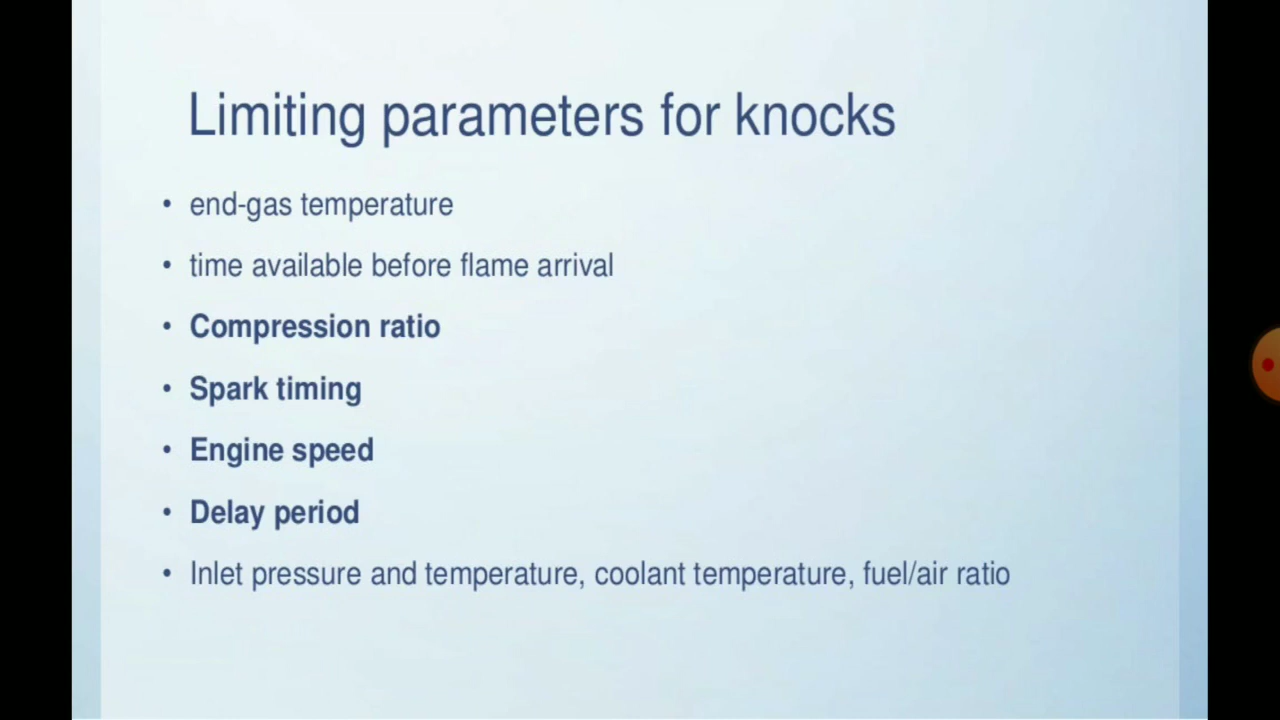 Limiting parameters for knocks
• end-gas temperature
• time available before flame arrival
• Compression ratio
• Spark timing
• Engine speed
• Delay period
• Inlet pressure and temperature, coolant temperature, fuel/air ratio